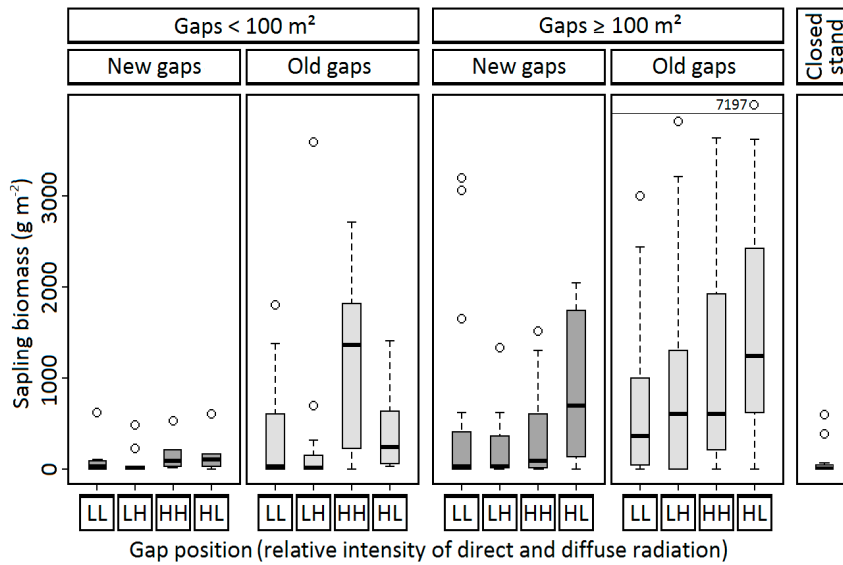 Gaps < 100 m²
Gaps ≥ 100 m²
Closed stand
New gaps
Old gaps
New gaps
Old gaps
7197
Sapling biomass (g m⁻²)
3000
2000
1000
0
LL LH HH HL LL LH HH HL LL LH HH HL LL LH HH HL
Gap position (relative intensity of direct and diffuse radiation)